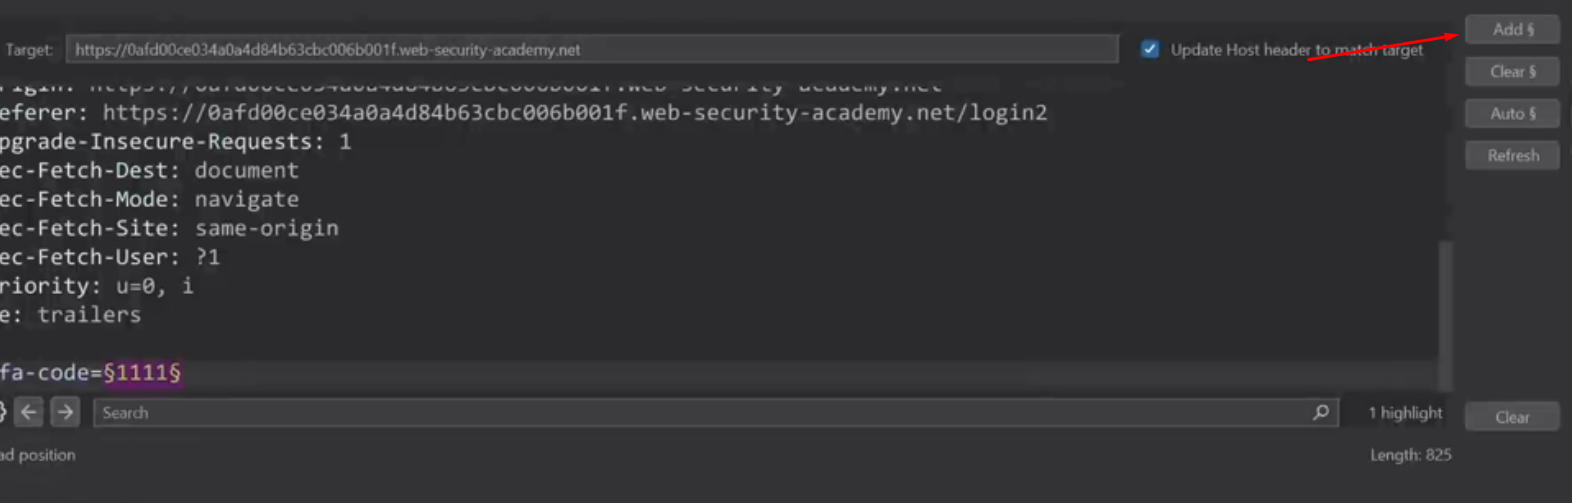 Add §
Target: https://0afd00ce034a0a4d84b63cbc006b001f.web-security-academy.net
Update Host header to match target
Clear §
eferer: https://0afd00ce034a0a4d84b63cbc006b001f.web-security-academy.net/login2
Auto §
pgrade-Insecure-Requests: 1
Refresh
ec-Fetch-Dest: document
ec-Fetch-Mode: navigate
ec-Fetch-Site: same-origin
ec-Fetch-User: ?1
riority: u=0, i
e: trailers
fa-code=§1111§
Search
1 highlight
Clear
ad position
Length: 825